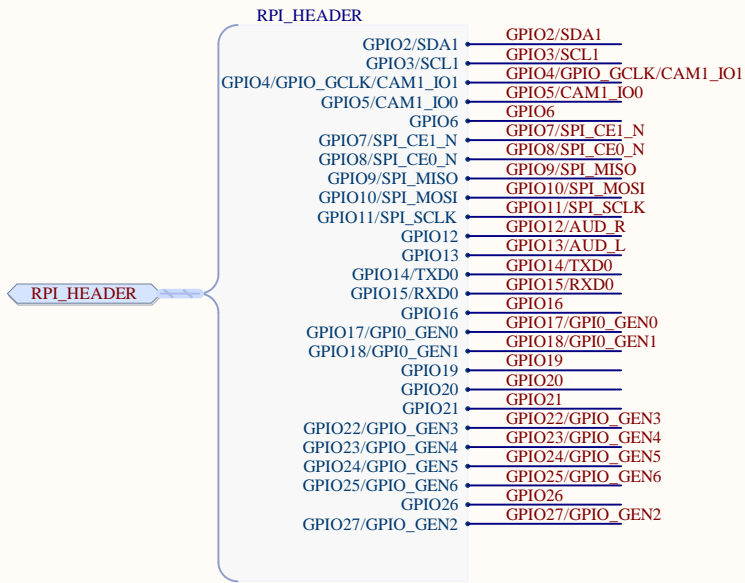 RPI_HEADER
GPIO2/SDA1 GPIO2/SDA1
GPIO3/SCL1 GPIO3/SCL1
GPIO4/GPIO_GCLK/CAM1_IO1 GPIO4/GPIO_GCLK/CAM1_IO1
GPIO5/CAM1_IO0 GPIO5/CAM1_IO0
GPIO6 GPIO6
GPIO7/SPI_CE1_N GPIO7/SPI_CE1_N
GPIO8/SPI_CE0_N GPIO8/SPI_CE0_N
GPIO9/SPI_MISO GPIO9/SPI_MISO
GPIO10/SPI_MOSI GPIO10/SPI_MOSI
GPIO11/SPI_SCLK GPIO11/SPI_SCLK
GPIO12 GPIO12/AUD_R
GPIO13 GPIO13/AUD_L
GPIO14/TXD0 GPIO14/TXD0
RPI_HEADER GPIO15/RXD0 GPIO15/RXD0
GPIO16 GPIO16
GPIO17/GPI0_GEN0 GPIO17/GPI0_GEN0
GPIO18/GPI0_GEN1 GPIO18/GPI0_GEN1
GPIO19 GPIO19
GPIO20 GPIO20
GPIO21 GPIO21
GPIO22/GPIO_GEN3 GPIO22/GPIO_GEN3
GPIO23/GPIO_GEN4 GPIO23/GPIO_GEN4
GPIO24/GPIO_GEN5 GPIO24/GPIO_GEN5
GPIO25/GPIO_GEN6 GPIO25/GPIO_GEN6
GPIO26 GPIO26
GPIO27/GPIO_GEN2 GPIO27/GPIO_GEN2